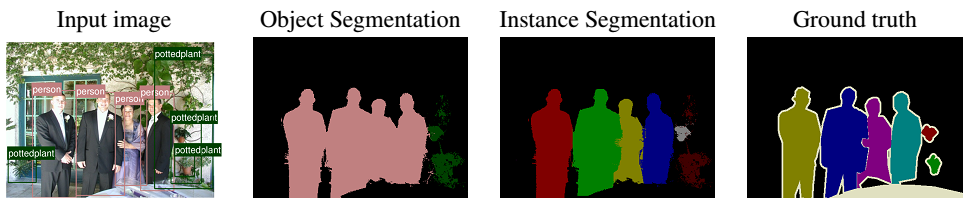 Input image
Object Segmentation
Instance Segmentation
Ground truth
pottedplant
person
person
person
person
pottedplant
pottedplant
pottedplant